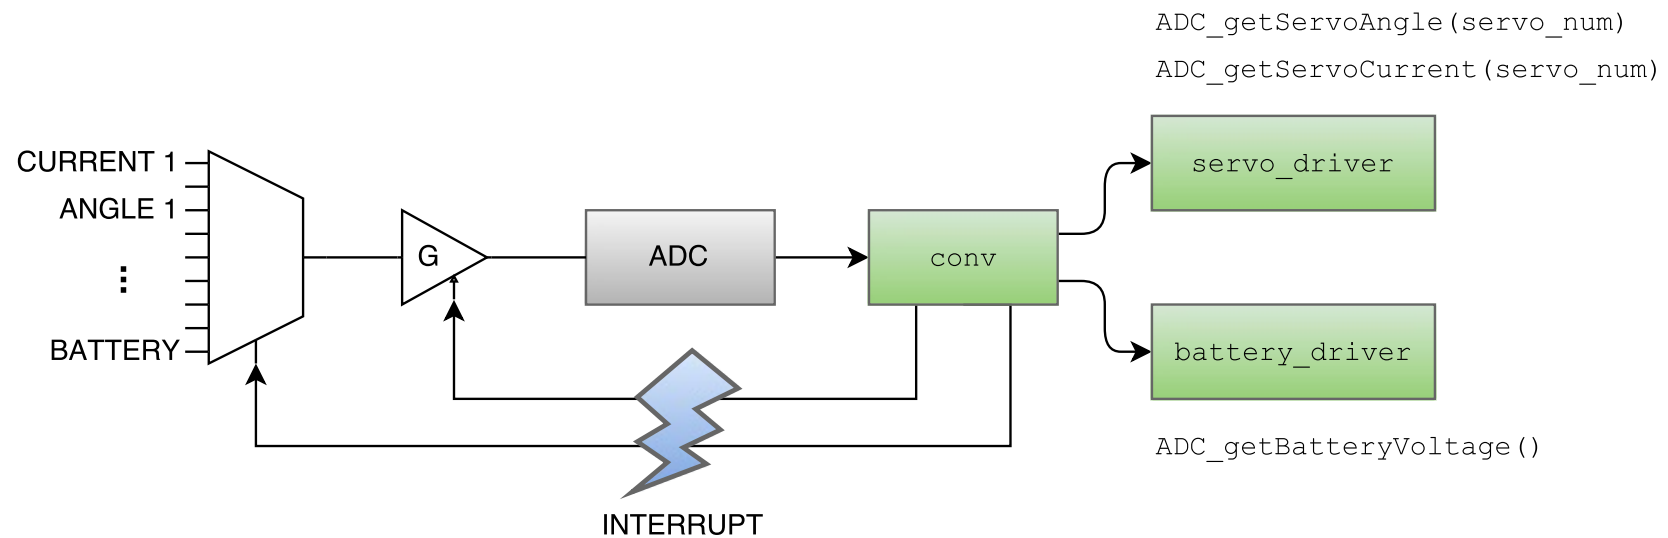 ADC_getServoAngle(servo_num)
ADC_getServoCurrent(servo_num)
CURRENT 1
servo_driver
ANGLE 1
G
ADC
conv
...
BATTERY
battery_driver
ADC_getBatteryVoltage()
INTERRUPT